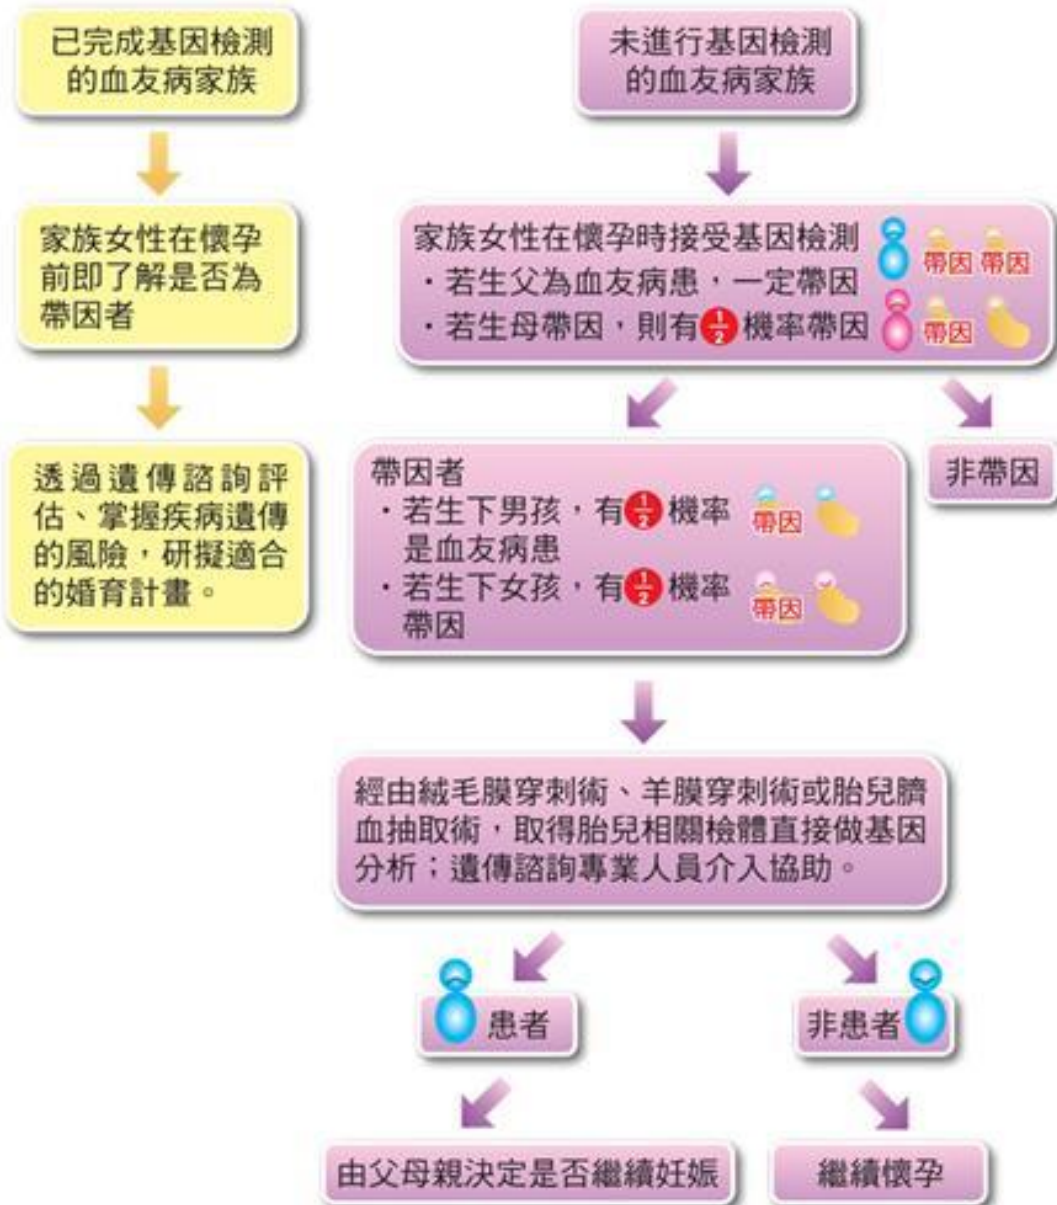 已完成基因檢測
的血友病家族
家族女性在懷孕
前即了解是否為
帶因者
透過遺傳諮詢評
估、掌握疾病遺傳
的風險，研擬適合
的婚育計畫。
未進行基因檢測
的血友病家族
家族女性在懷孕時接受基因檢測
・若生父為血友病患，一定帶因
帶因 帶因
・若生母帶因，則有1/2機率帶因
帶因
帶因者
・若生下男孩，有1/2機率
是血友病患
帶因
・若生下女孩，有1/2機率
帶因
帶因
非帶因
經由絨毛膜穿刺術、羊膜穿刺術或胎兒臍
血抽取術，取得胎兒相關檢體直接做基因
分析；遺傳諮詢專業人員介入協助。
患者
非患者
由父母親決定是否繼續妊娠
繼續懷孕